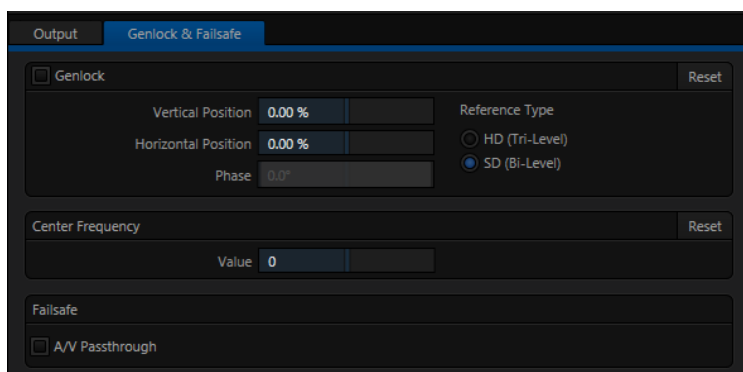 Output Genlock & Failsafe
Genlock Reset
Vertical Position 0.00 % Reference Type
Horizontal Position 0.00 % HD (Tri-Level)
SD (Bi-Level)
Phase 0.0°
Center Frequency Reset
Value 0
Failsafe
A/V Passthrough